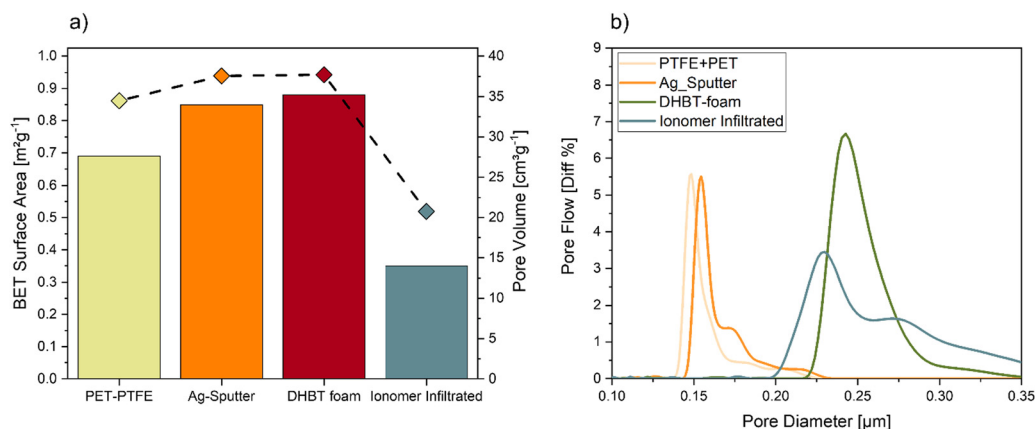 a)
BET Surface Area [m²g⁻¹]
1.0
0.9
0.8
0.7
0.6
0.5
0.4
0.3
0.2
0.1
0.0
PET-PTFE
Ag-Sputter
DHBT foam
Ionomer Infiltrated
40
35
30
25
20
15
10
5
0
Pore Volume [cm³g⁻¹]
b)
Pore Flow [Diff %]
9
8
7
6
5
4
3
2
1
0
PTFE+PET
Ag_Sputter
DHBT-foam
Ionomer Infiltrated
0.10
0.15
0.20
0.25
0.30
0.35
Pore Diameter [µm]